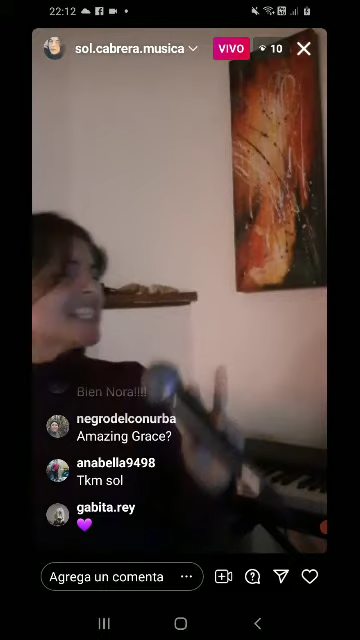 22:12
sol.cabrera.musica
VIVO
10
Bien Nora!!!!
negrodelconurba
Amazing Grace?
anabella9498
Tkm sol
gabita.rey
💜
Agrega un comenta